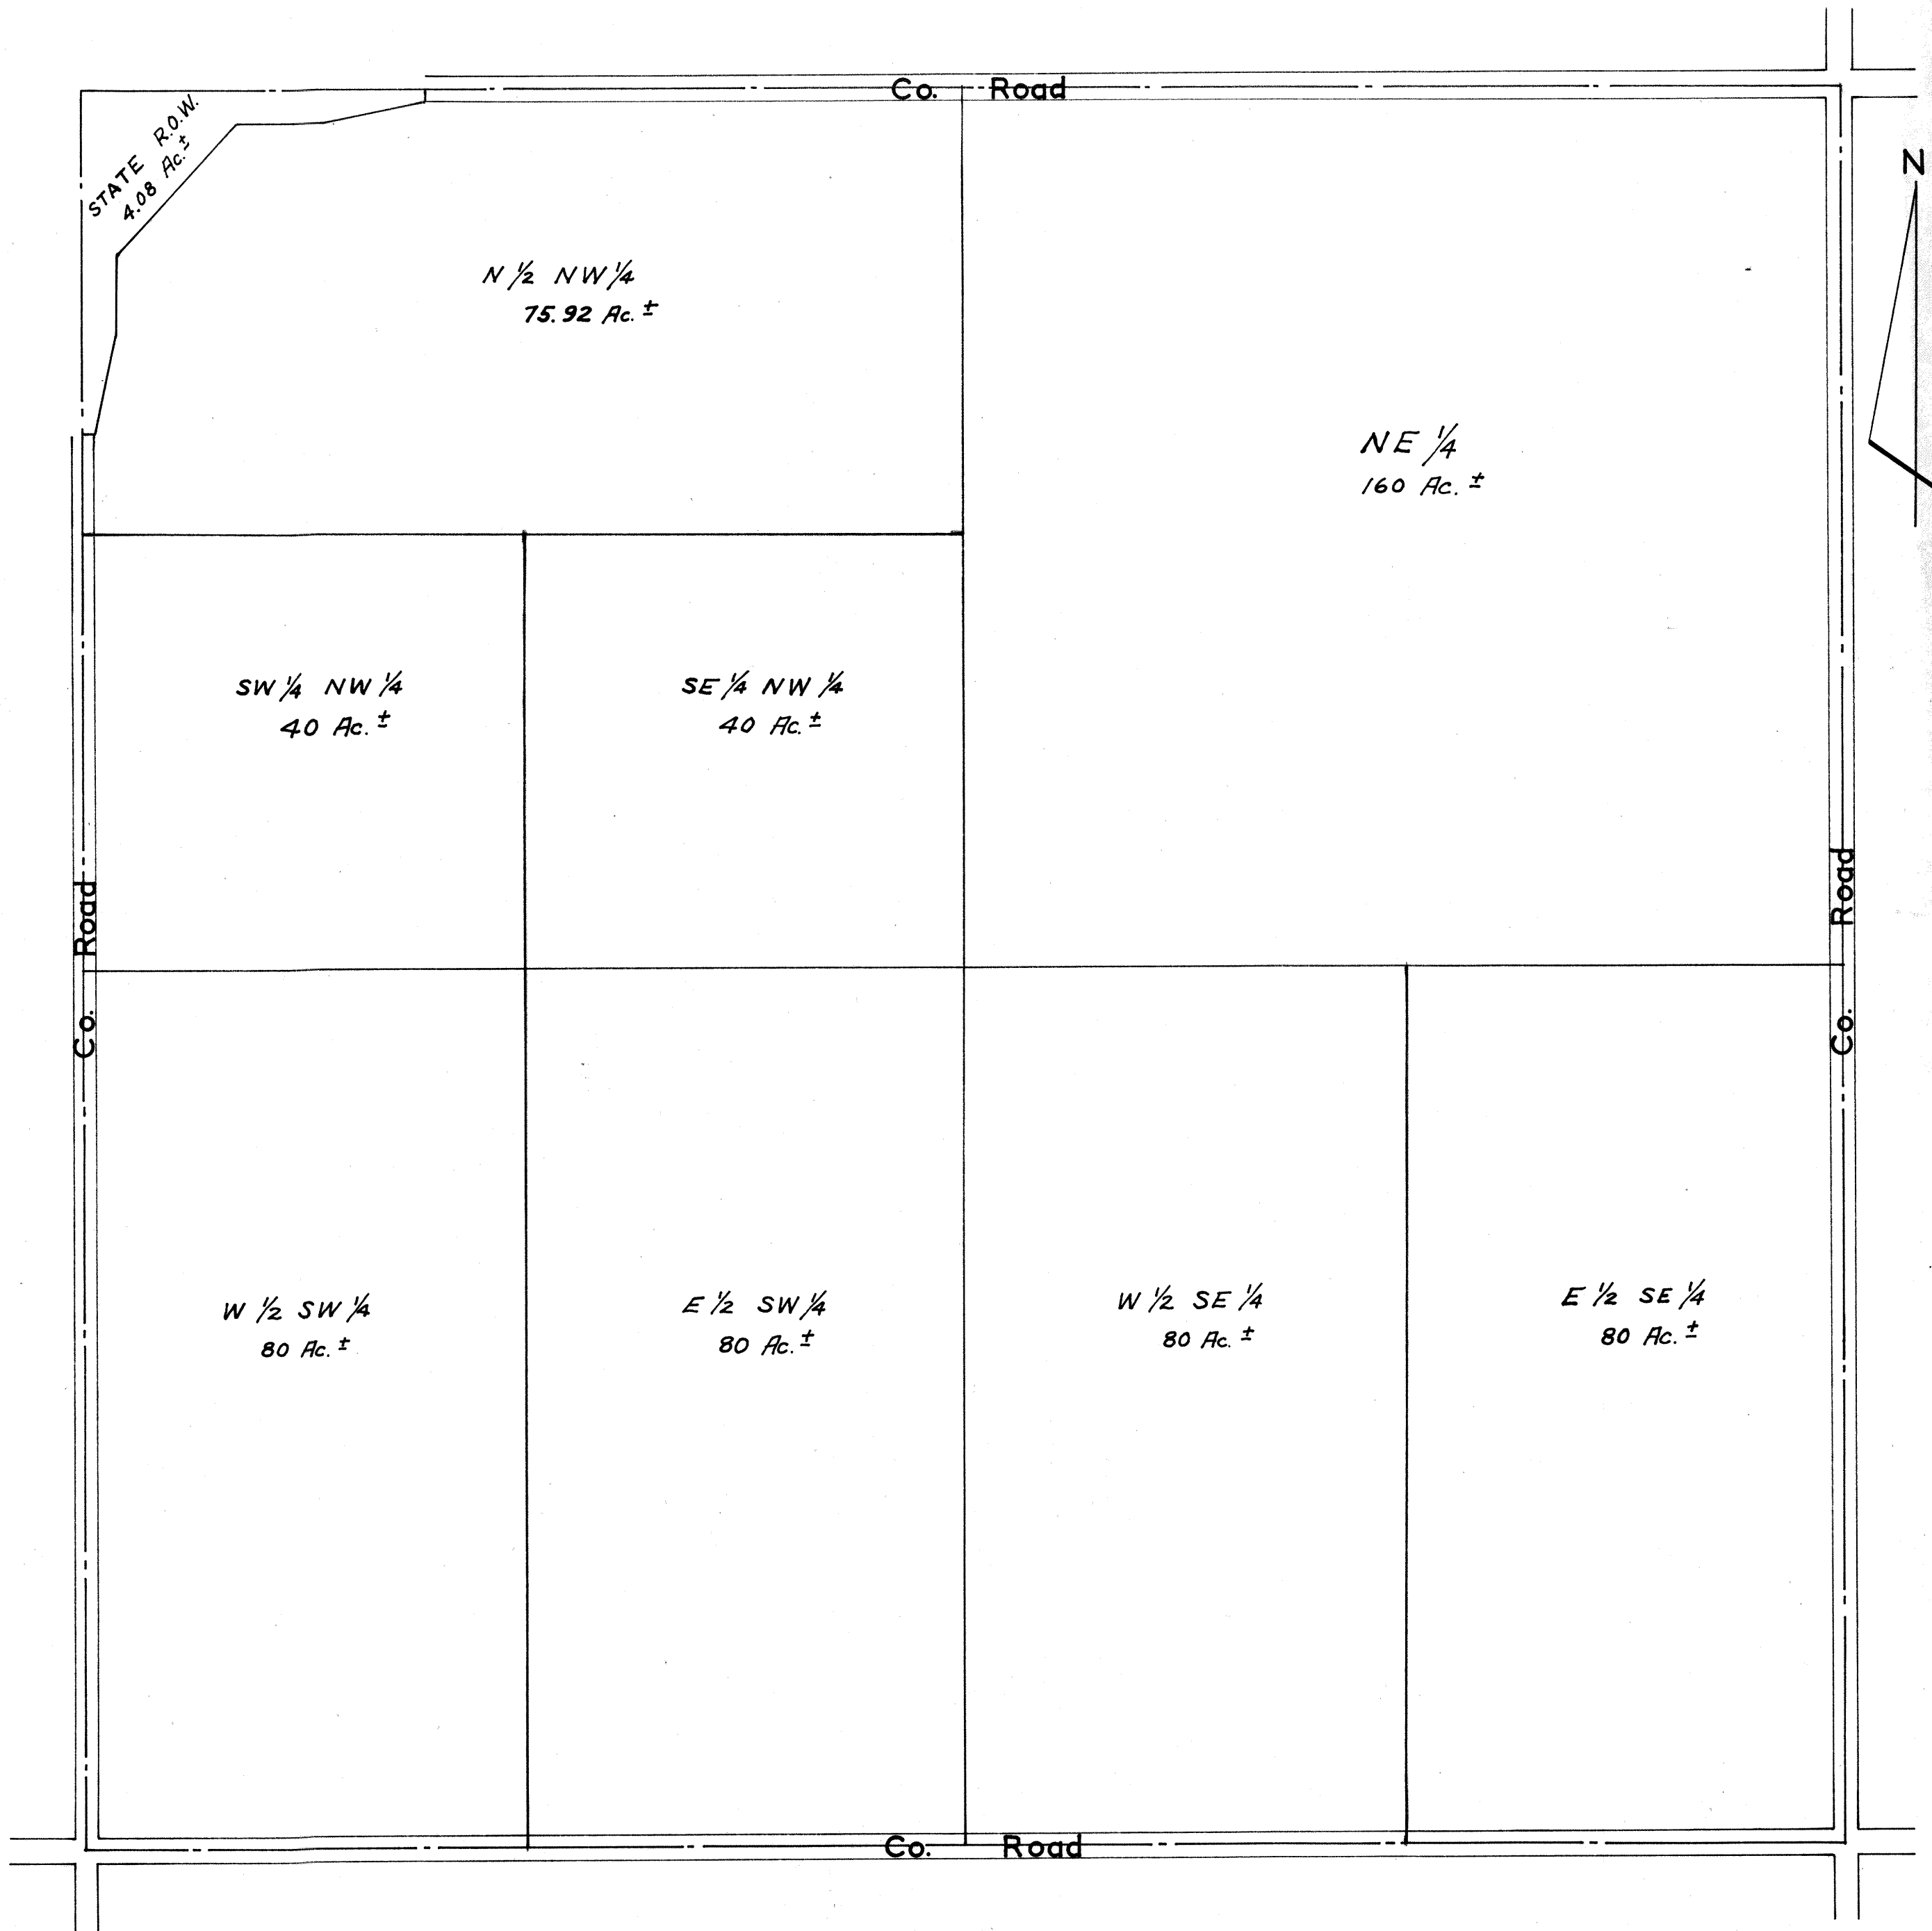 Co. Road
STATE R.O.W.
4.08 Ac.±
N
N ½ NW ¼
75.92 Ac.±
NE ¼
160 Ac.±
SW ¼ NW ¼
40 Ac.±
SE ¼ NW ¼
40 Ac.±
Co. Road
Co. Road
W ½ SW ¼
80 Ac.±
E ½ SW ¼
80 Ac.±
W ½ SE ¼
80 Ac.±
E ½ SE ¼
80 Ac.±
Co. Road